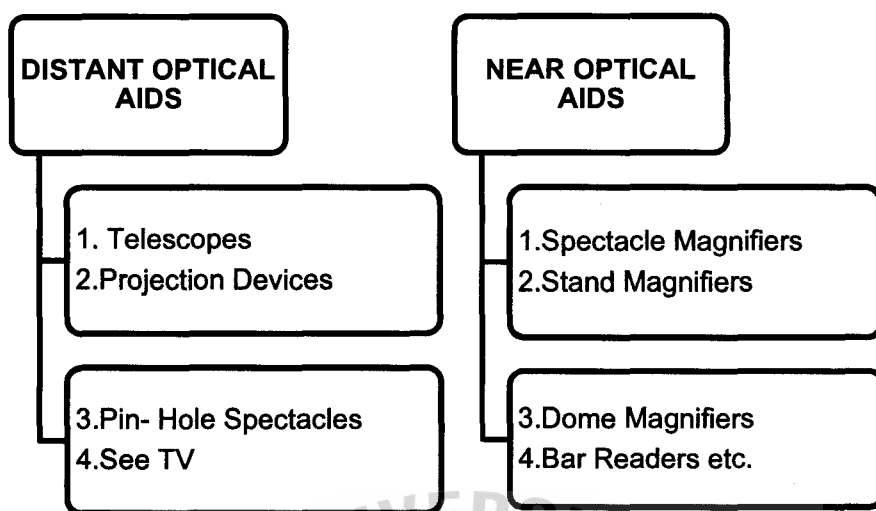 DISTANT OPTICAL
AIDS
1. Telescopes
2.Projection Devices
3.Pin- Hole Spectacles
4.See TV
NEAR OPTICAL
AIDS
1.Spectacle Magnifiers
2.Stand Magnifiers
3.Dome Magnifiers
4.Bar Readers etc.